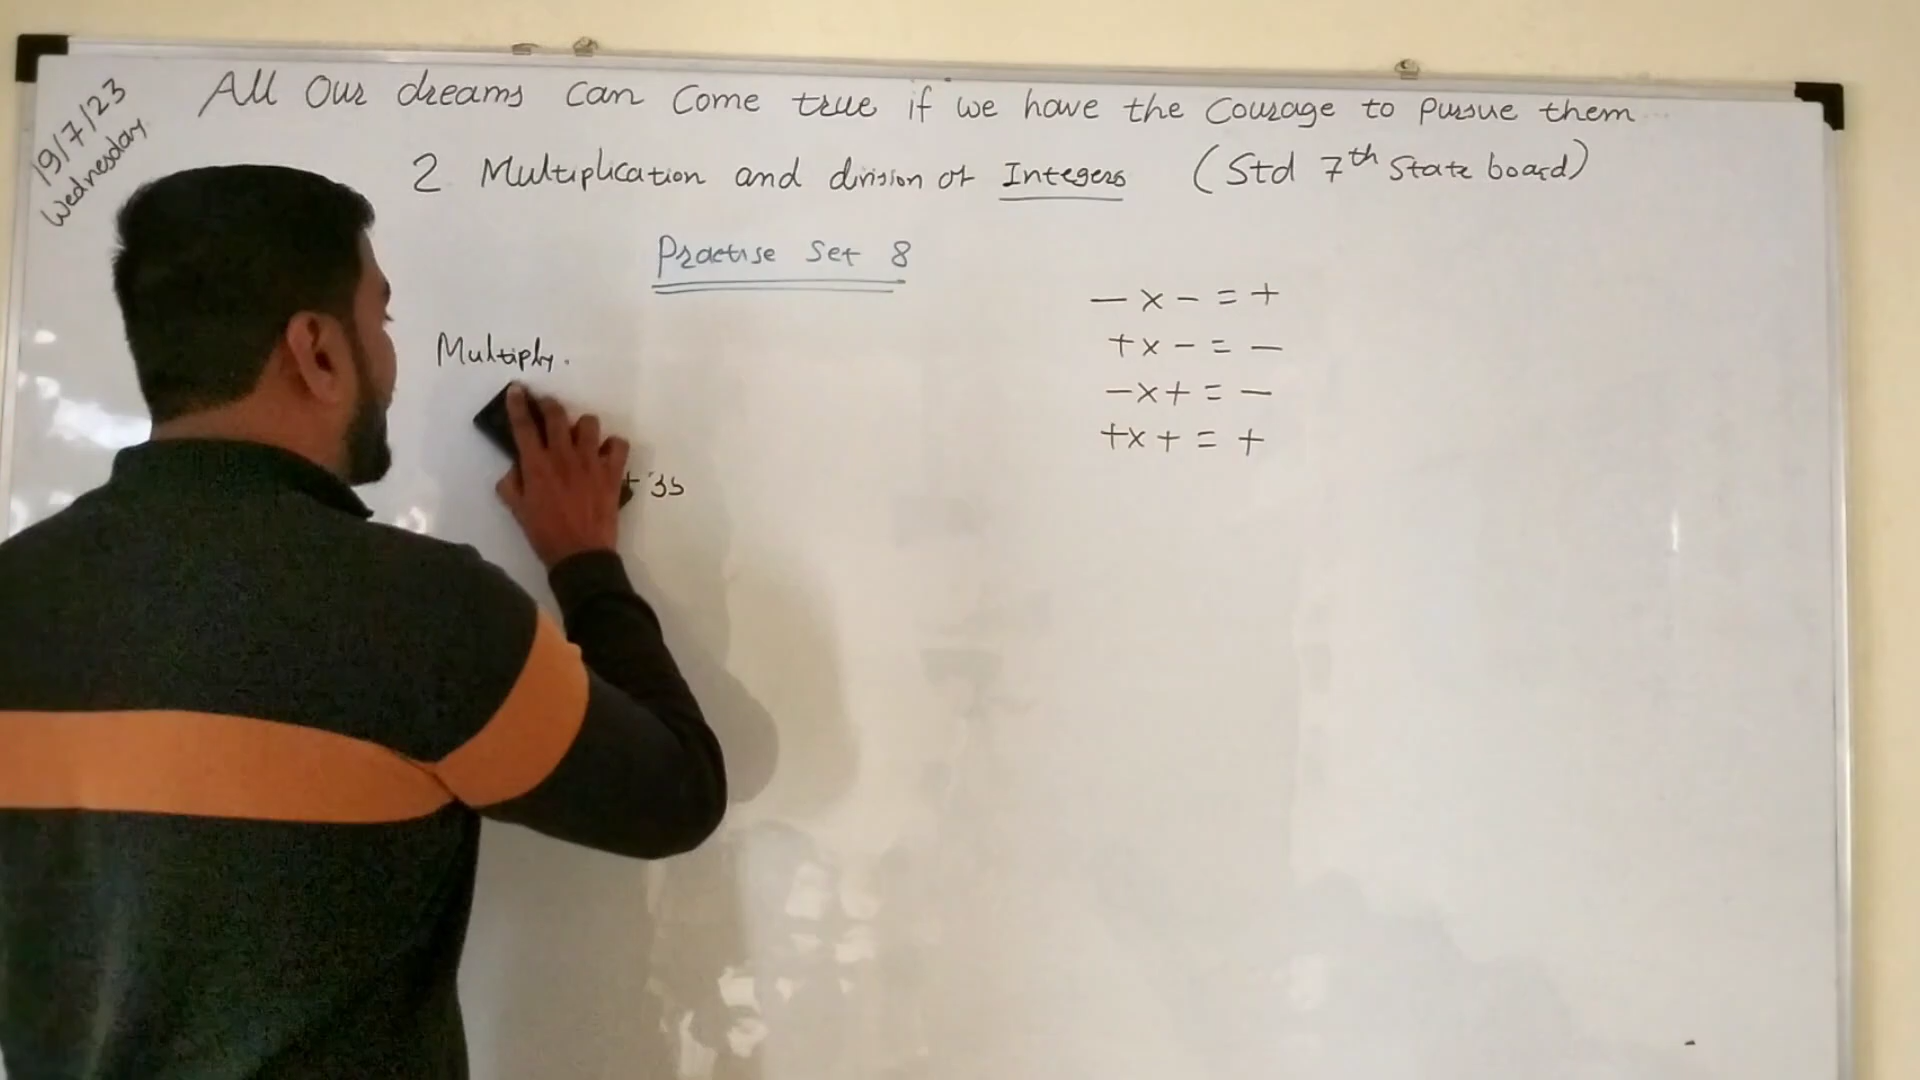 19/7/23
Wednesday
All Our dreams can Come true if we have the Courage to pursue them
2 Multiplication and division of Integers (Std 7th State board)
Practise Set 8
− × − = +
+ × − = −
− × + = −
+ × + = +
Multiply.
+ 35